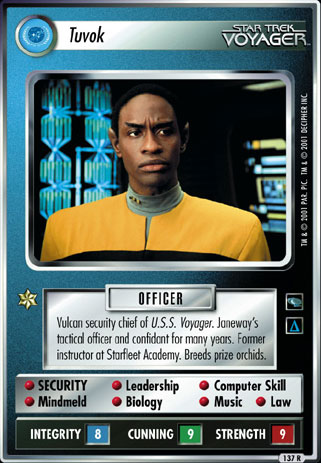 Tuvok
STAR TREK
VOYAGER
TM & © 2001 PAR. PIC. TM & © 2001 DECIPHER INC.
OFFICER
Vulcan security chief of U.S.S. Voyager. Janeway's
tactical officer and confidant for many years. Former
instructor at Starfleet Academy. Breeds prize orchids.
SECURITY Leadership Computer Skill
Mindmeld Biology Music Law
INTEGRITY 8 CUNNING 9 STRENGTH 9
137 R